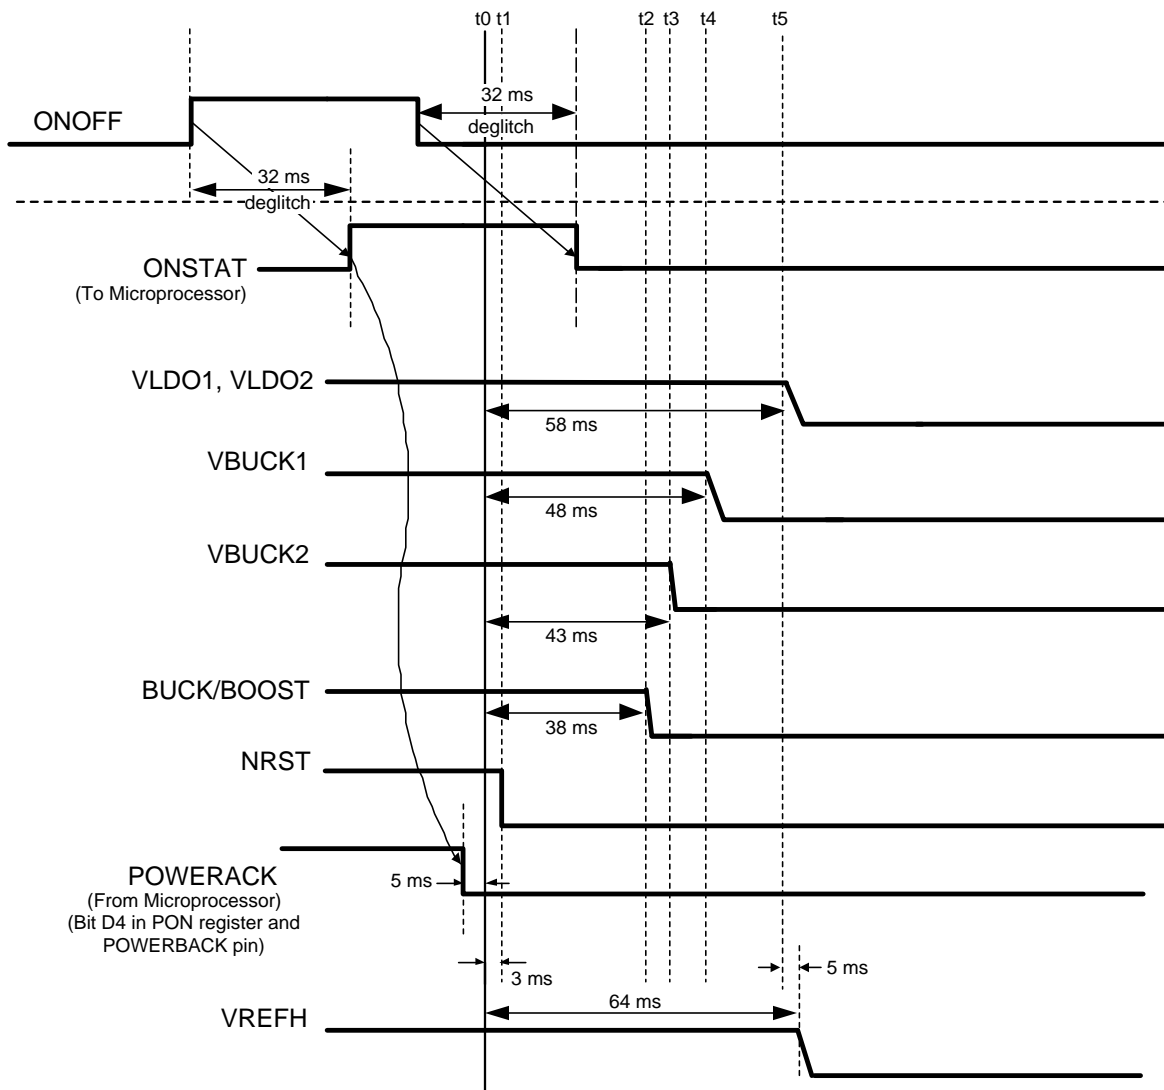 t0 t1 t2 t3 t4 t5
32 ms
deglitch
ONOFF
32 ms
deglitch
ONSTAT
(To Microprocessor)
VLDO1, VLDO2
58 ms
VBUCK1
48 ms
VBUCK2
43 ms
BUCK/BOOST
38 ms
NRST
POWERACK
(From Microprocessor)
(Bit D4 in PON register and
POWERBACK pin)
5 ms
3 ms
5 ms
64 ms
VREFH